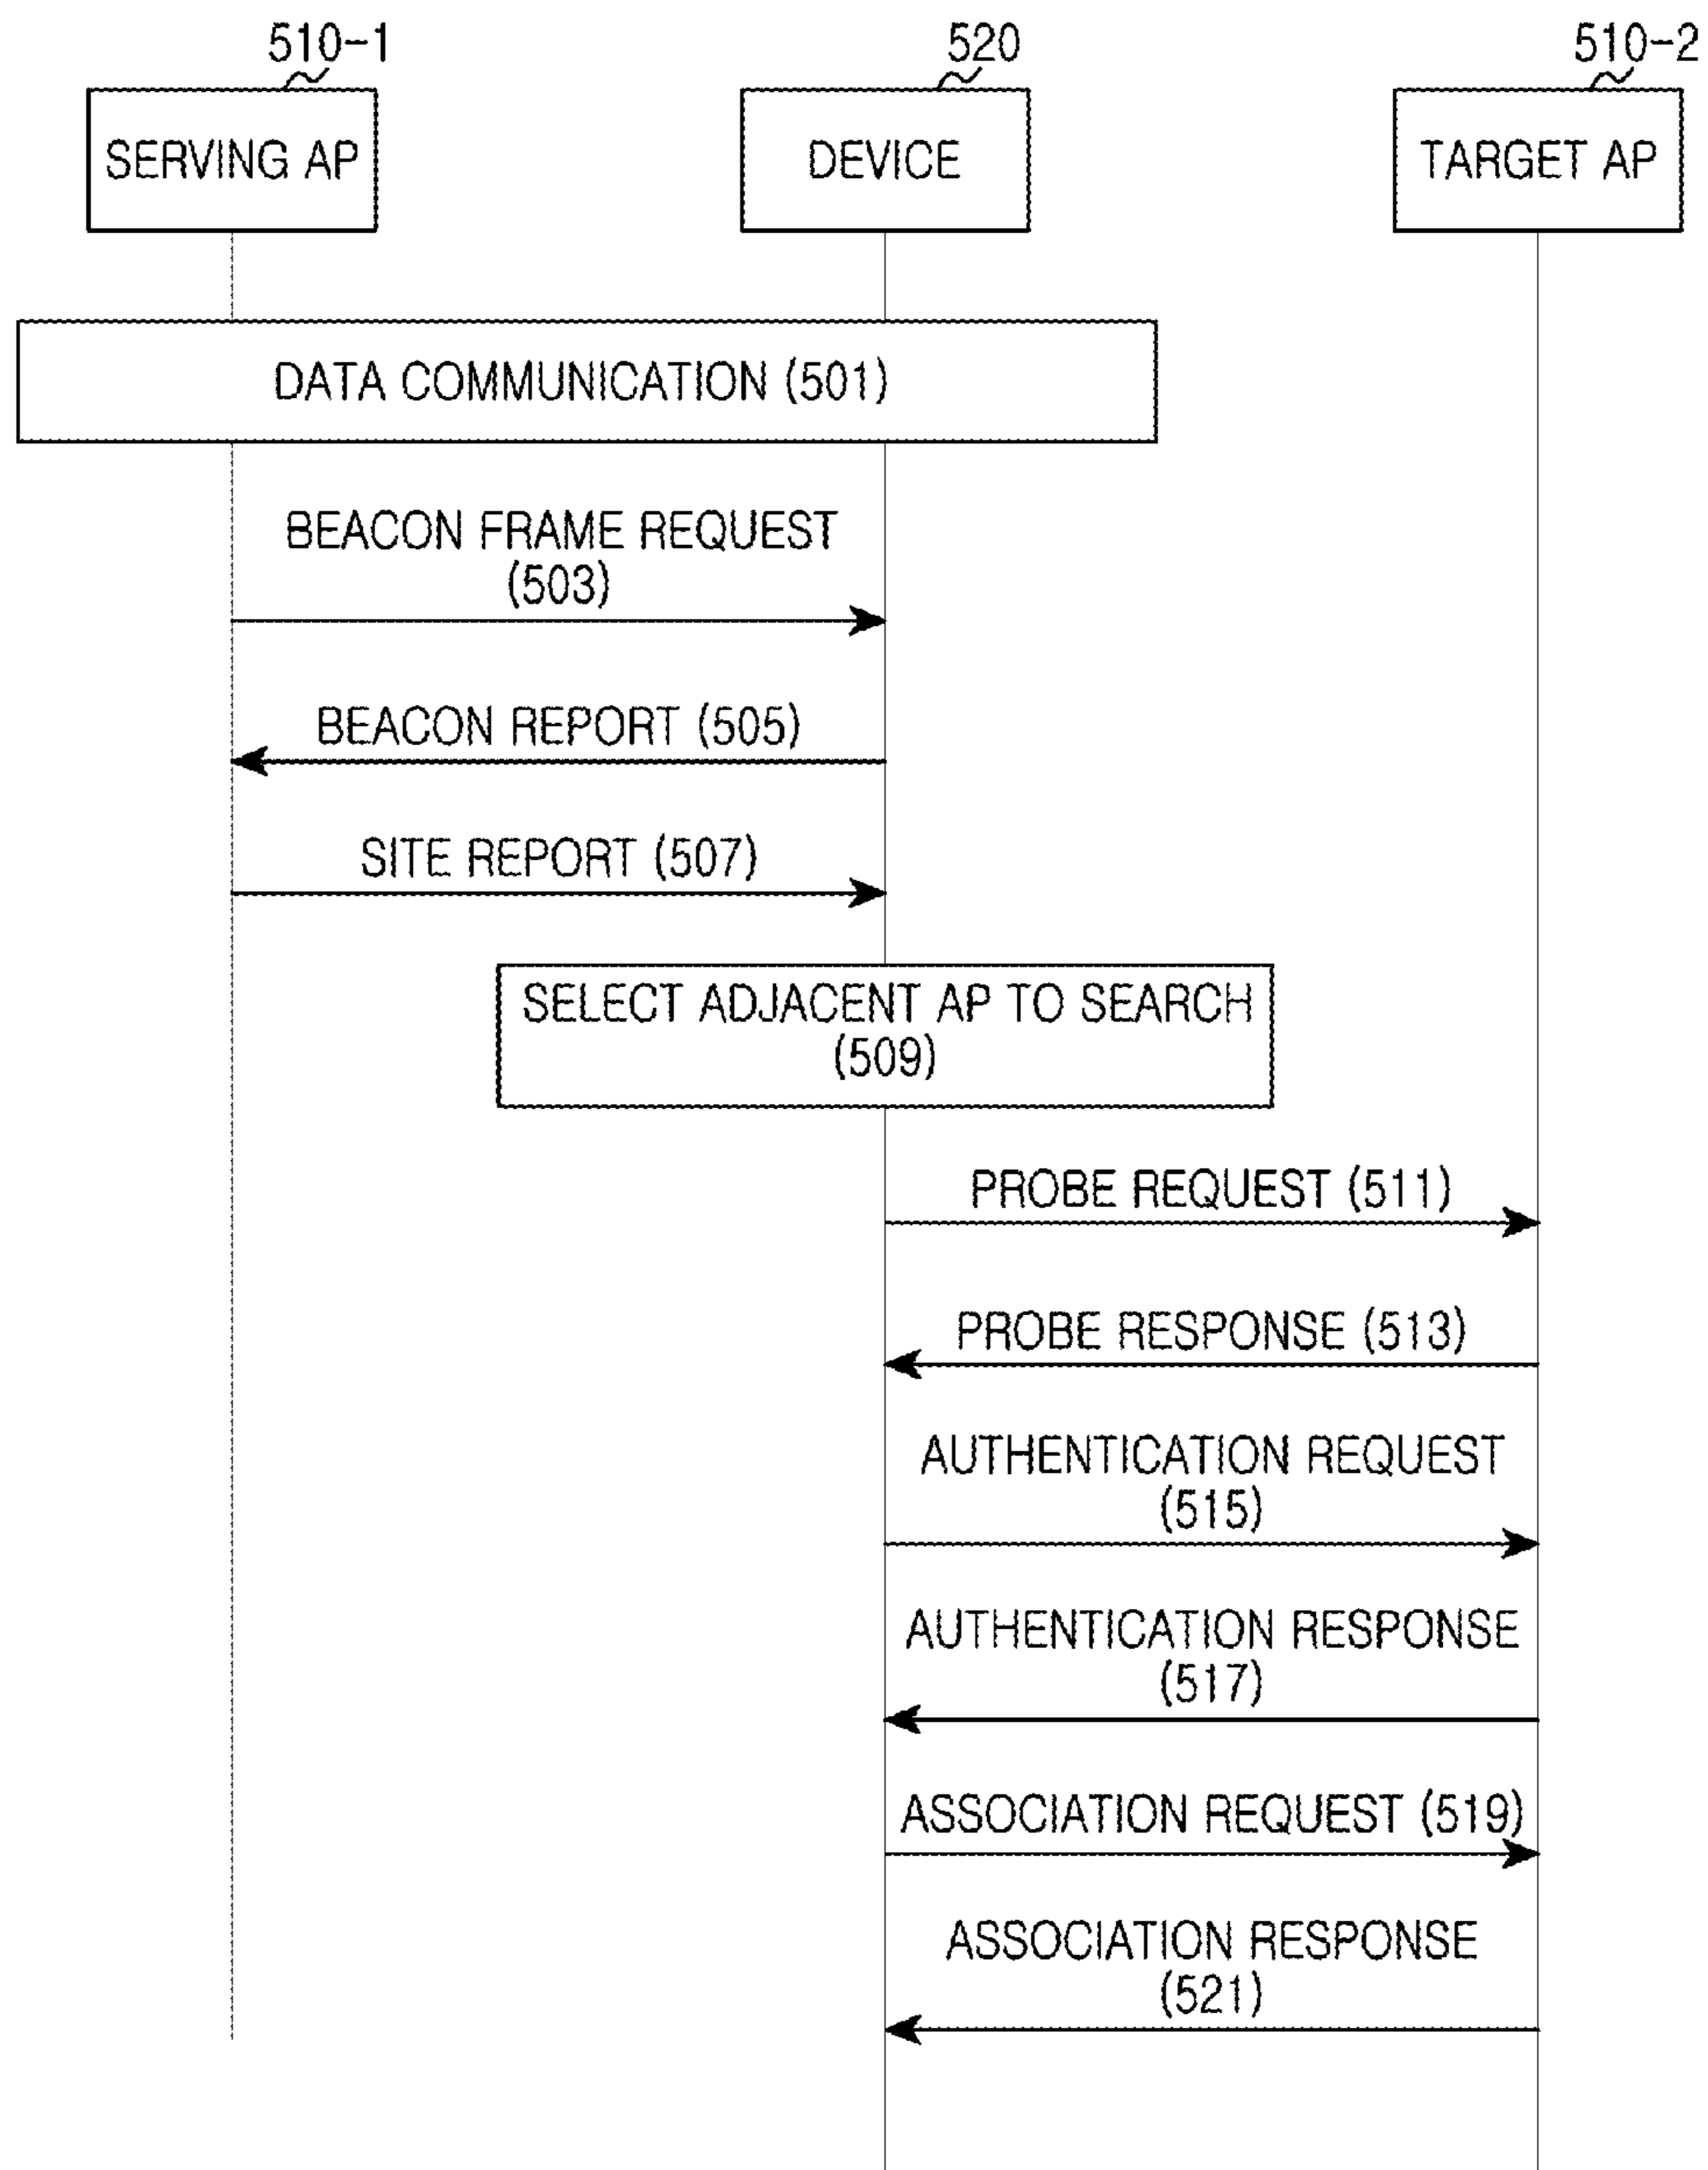 510-1
520
510-2
SERVING AP
DEVICE
TARGET AP
DATA COMMUNICATION (501)
BEACON FRAME REQUEST
(503)
BEACON REPORT (505)
SITE REPORT (507)
SELECT ADJACENT AP TO SEARCH
(509)
PROBE REQUEST (511)
PROBE RESPONSE (513)
AUTHENTICATION REQUEST
(515)
AUTHENTICATION RESPONSE
(517)
ASSOCIATION REQUEST (519)
ASSOCIATION RESPONSE
(521)